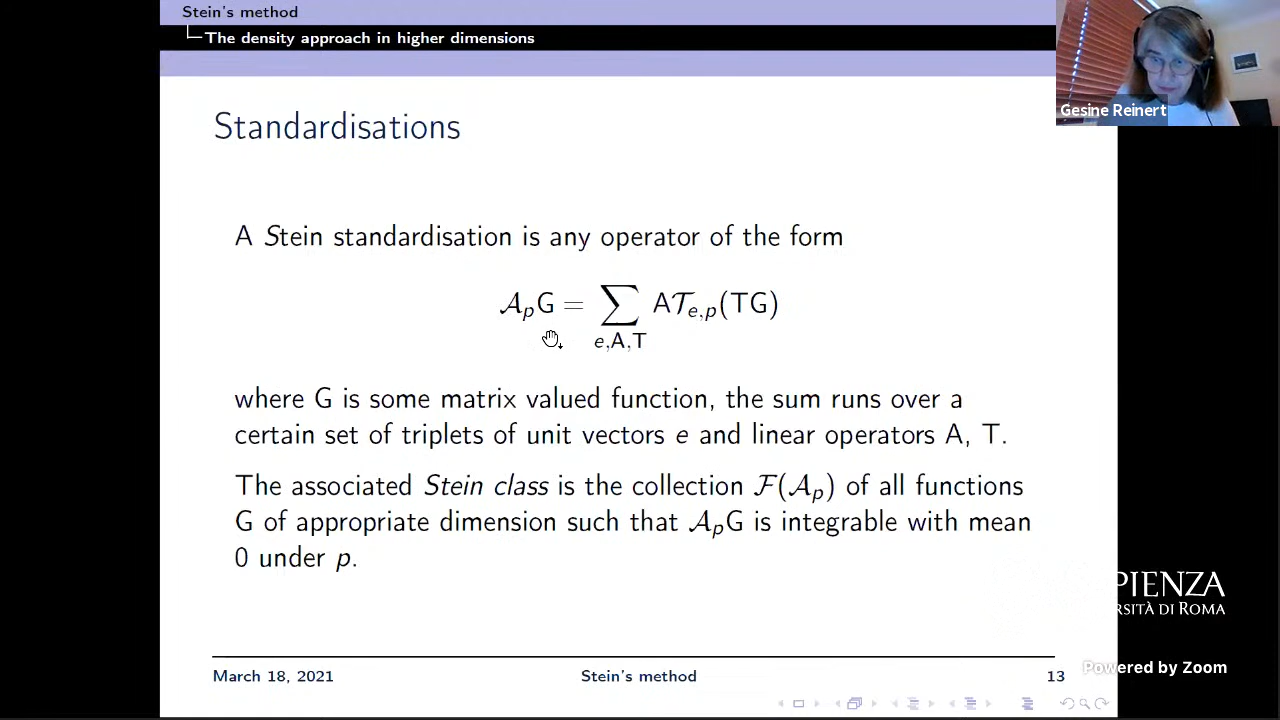 Stein's method
The density approach in higher dimensions
Gesine Reinert
Standardisations
A Stein standardisation is any operator of the form
𝒜ₚG = ∑ A𝒯ₑ,ₚ(TG)
e,A,T
where G is some matrix valued function, the sum runs over a
certain set of triplets of unit vectors e and linear operators A, T.
The associated Stein class is the collection ℱ(𝒜ₚ) of all functions
G of appropriate dimension such that 𝒜ₚG is integrable with mean
0 under p.
PIENZA
RSITÀ DI ROMA
Powered by Zoom
March 18, 2021 Stein's method 13